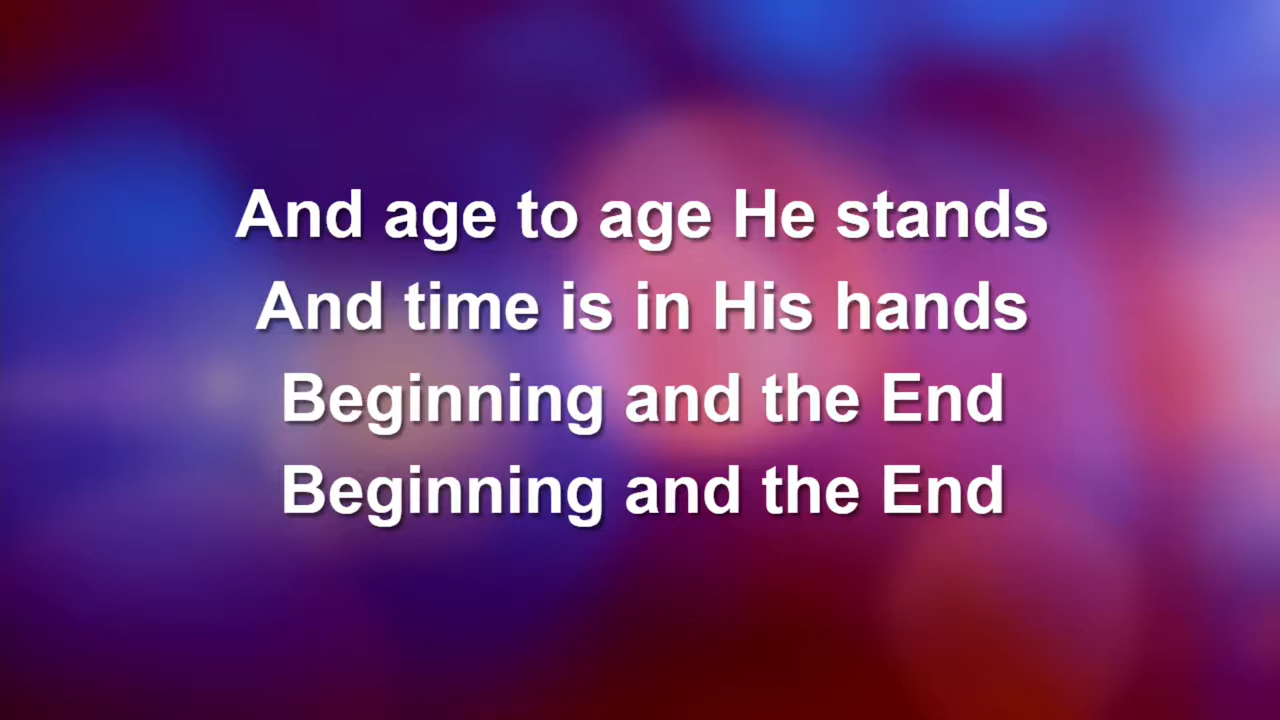 And age to age He stands
And time is in His hands
Beginning and the End
Beginning and the End